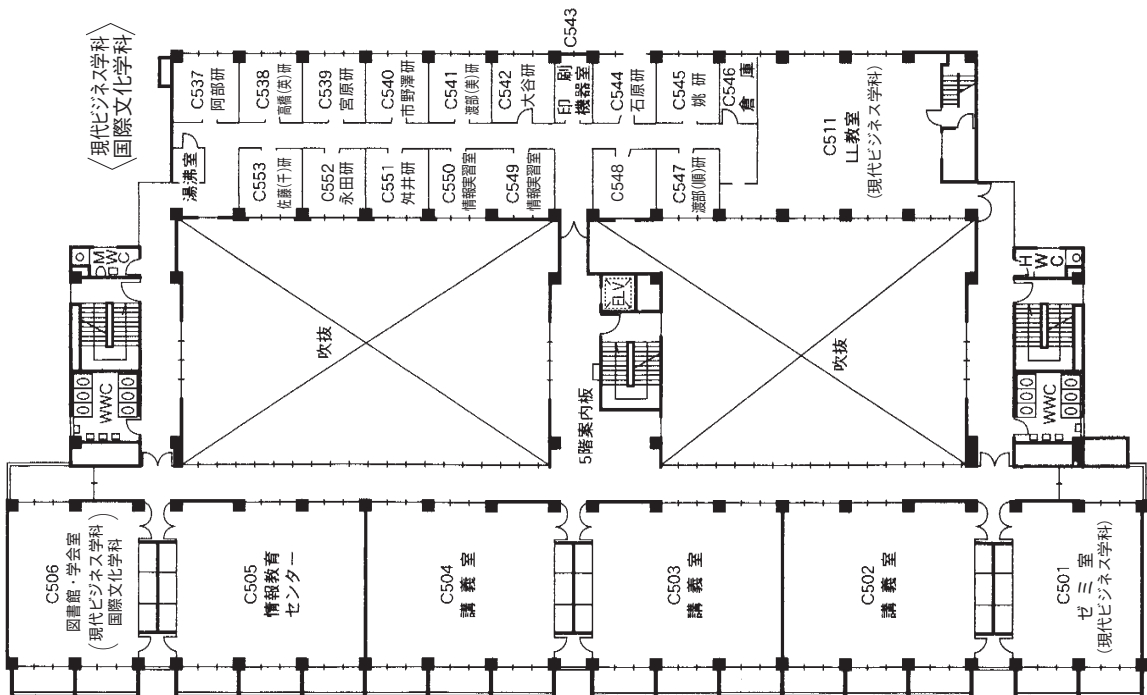 〈現代ビジネス学科
国際文化学科〉
C537
阿部研
C538
高橋(英)研
C539
宮原研
C540
市野澤研
C541
渡部(美)研
C542
大谷研
C543
印刷
機器室
C544
石原研
C545
姚研
C546
倉庫
湯沸室
C553
佐藤(千)研
C552
永田研
C551
舛井研
C550
情報実習室
C549
情報実習室
C548
C547
渡部(順)研
C511
LL教室
(現代ビジネス学科)
M
WC
H
WC
吹抜
ELV
吹抜
WWC
5階案内板
WWC
C506
図書館・学会室
(現代ビジネス学科
国際文化学科)
C505
情報教育
センター
C504
講義室
C503
講義室
C502
講義室
C501
ゼミ室
(現代ビジネス学科)